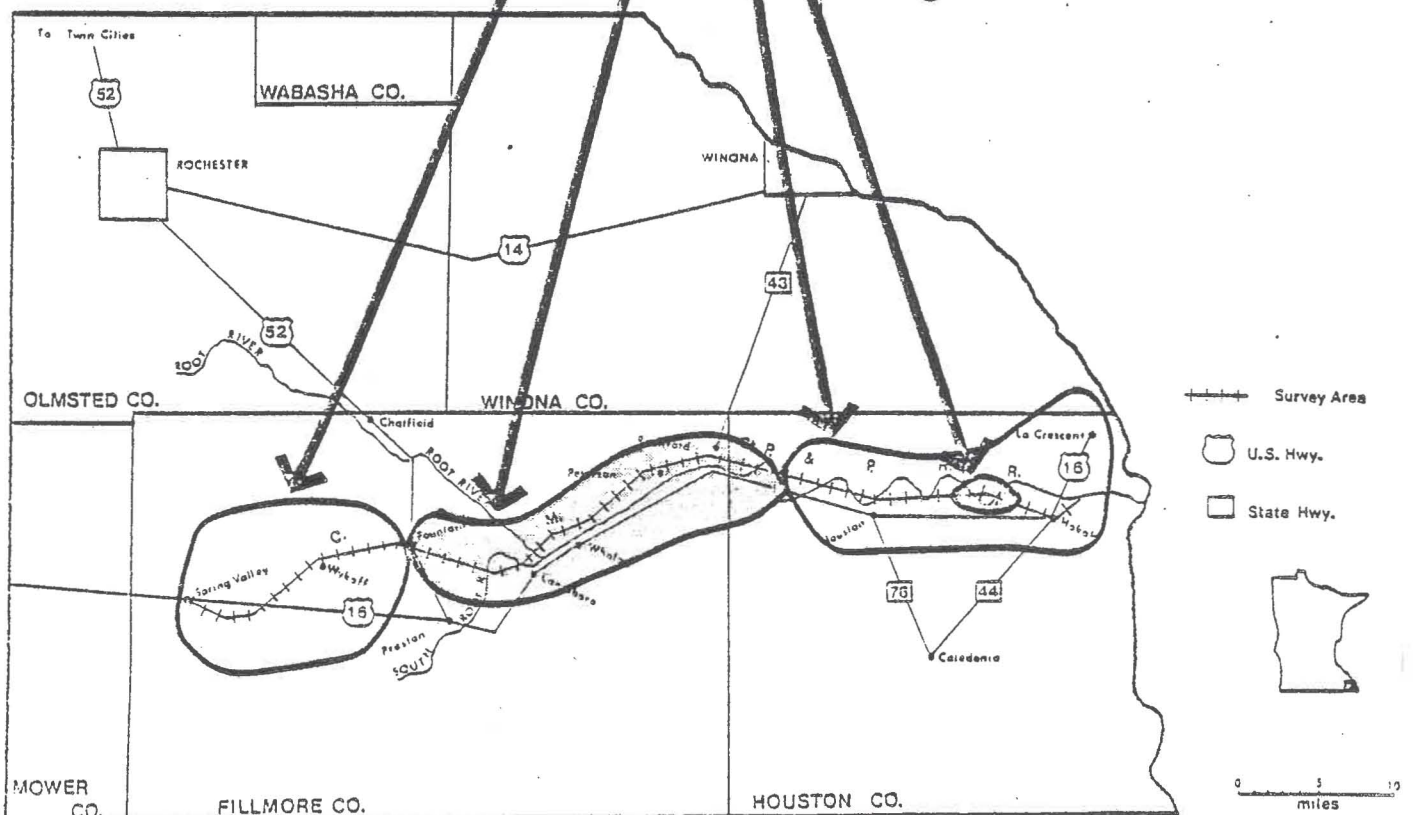 To Twin Cities
52
WABASHA CO.
ROCHESTER
WINONA
14
43
52
ROOT RIVER
OLMSTED CO.
WINONA CO.
Chatfield
ROOT RIVER
Survey Area
U.S. Hwy.
State Hwy.
La Crescent
16
C. M. St. P. & P. R. R.
Peterson
Fountain
Wykoff
Spring Valley
16
Whalan
Preston
SOUTH
Houston
Hokah
76
44
Caledonia
MOWER
CO.
FILLMORE CO.
HOUSTON CO.
0 5 10
miles